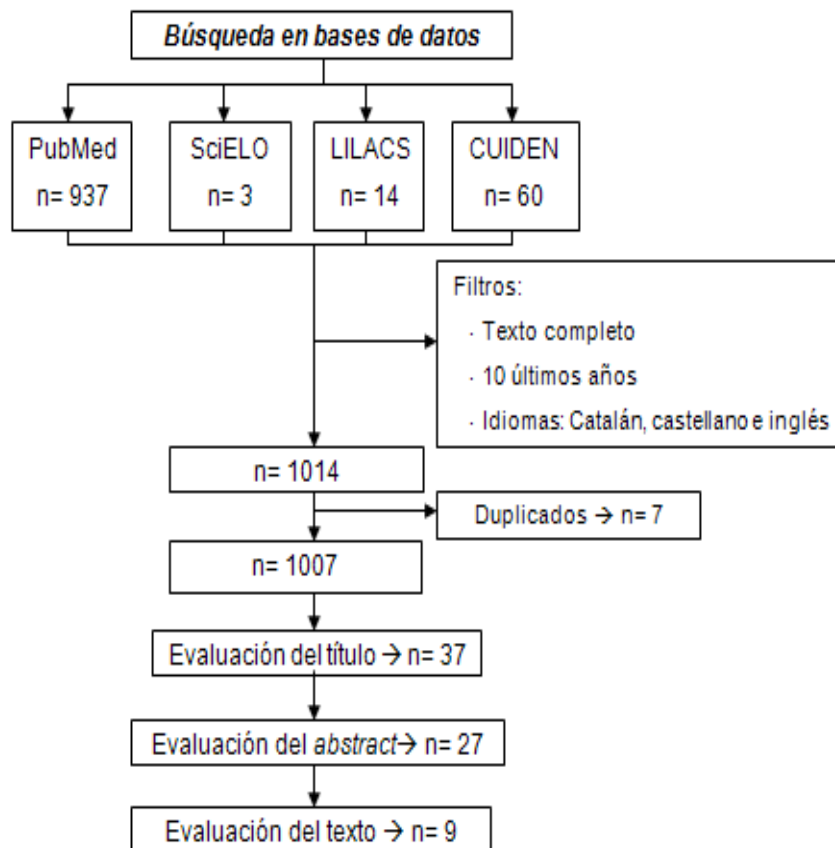 Búsqueda en bases de datos
PubMed
n= 937
SciELO
n= 3
LILACS
n= 14
CUIDEN
n= 60
Filtros:
· Texto completo
· 10 últimos años
· Idiomas: Catalán, castellano e inglés
n= 1014
Duplicados → n= 7
n= 1007
Evaluación del título → n= 37
Evaluación del abstract→ n= 27
Evaluación del texto → n= 9